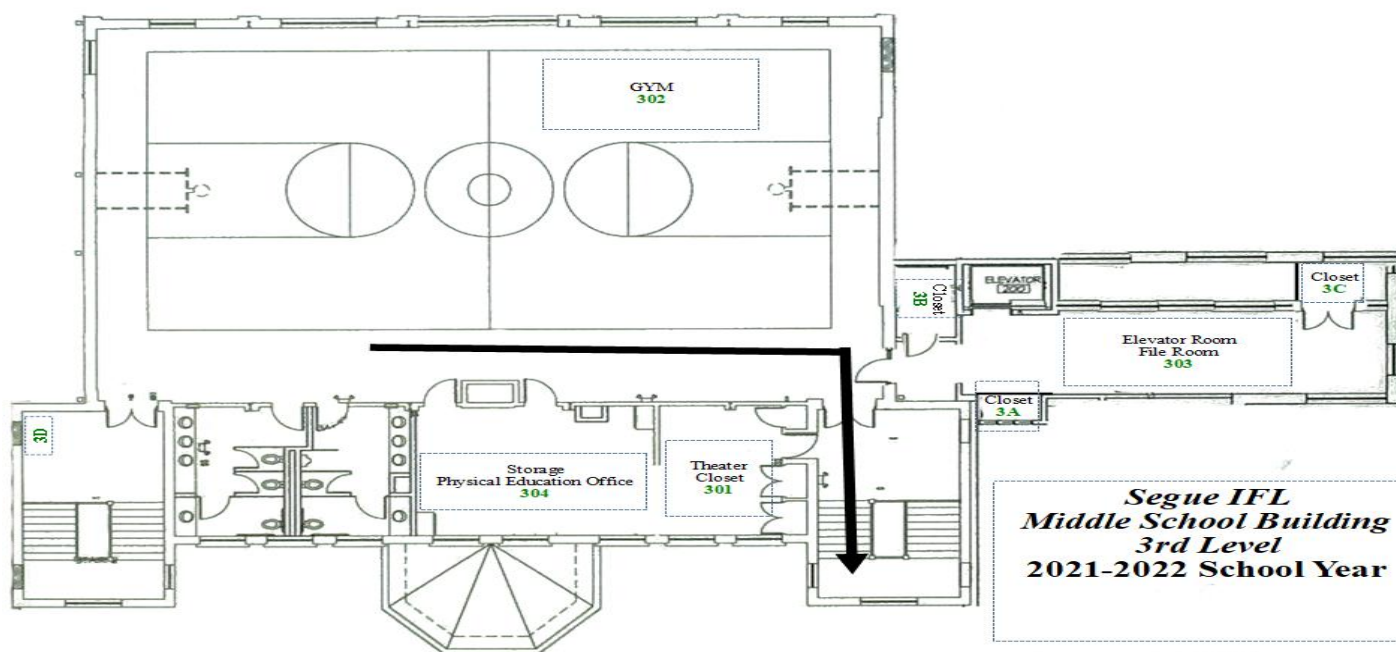 GYM
302
Closet
3B
ELEVATOR
200
Closet
3C
Elevator Room
File Room
303
Closet
3A
3D
Storage
Physical Education Office
304
Theater
Closet
301
Segue IFL
Middle School Building
3rd Level
2021-2022 School Year